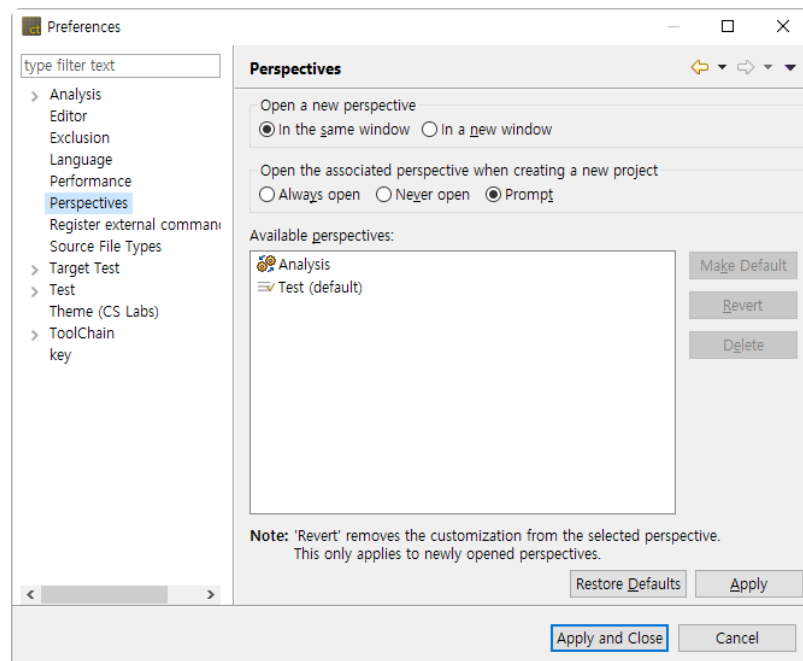 ct Preferences
type filter text
Analysis
Editor
Exclusion
Language
Performance
Perspectives
Register external comman
Source File Types
Target Test
Test
Theme (CS Labs)
ToolChain
key
Perspectives
Open a new perspective
In the same window In a new window
Open the associated perspective when creating a new project
Always open Never open Prompt
Available perspectives:
Analysis
Test (default)
Make Default
Revert
Delete
Note: 'Revert' removes the customization from the selected perspective.
This only applies to newly opened perspectives.
Restore Defaults Apply
Apply and Close Cancel